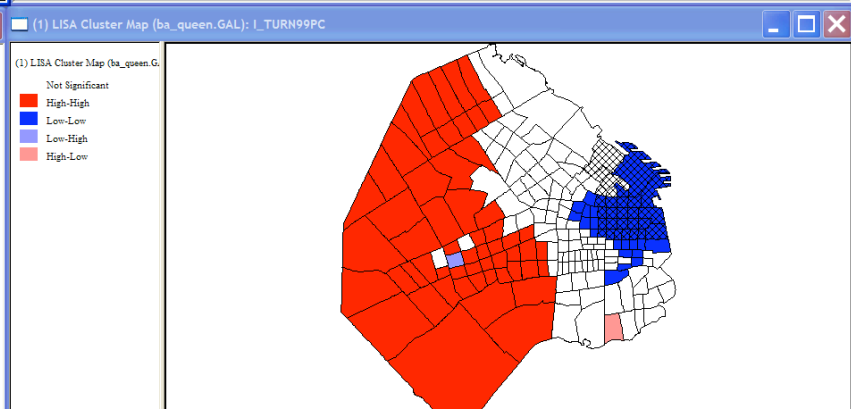 (1) LISA Cluster Map (ba_queen.GAL): I_TURN99PC
(1) LISA Cluster Map (ba_queen.G.
Not Significant
High-High
Low-Low
Low-High
High-Low